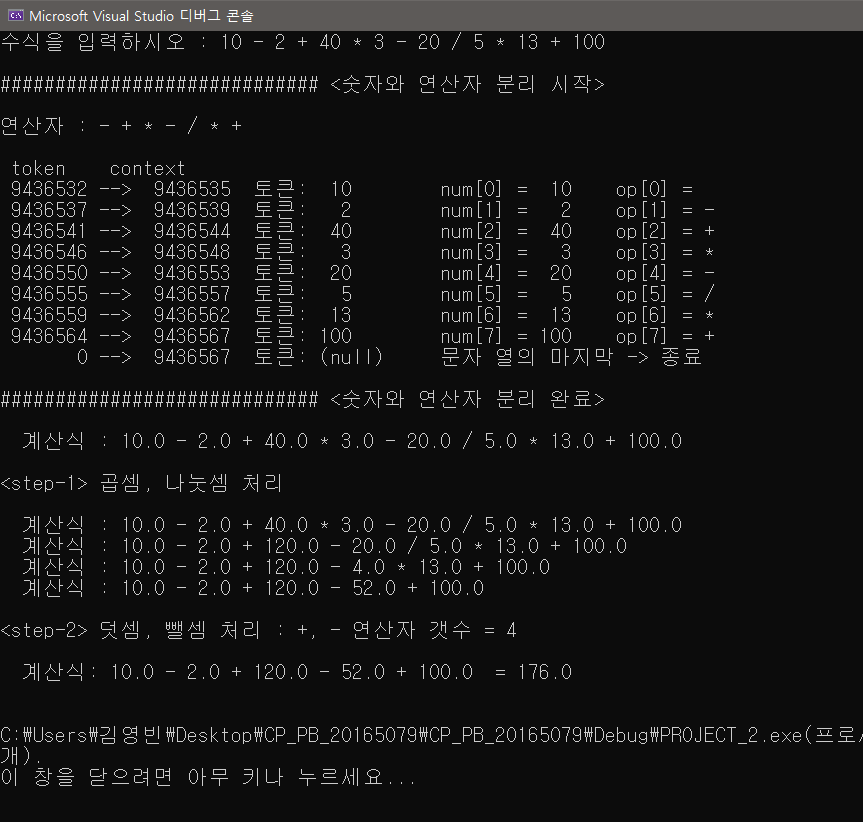 Microsoft Visual Studio 디버그 콘솔
수식을 입력하시오 : 10 - 2 + 40 * 3 - 20 / 5 * 13 + 100
############################# <숫자와 연산자 분리 시작>
연산자 : - + * - / * +
token context
9436532 --> 9436535 토큰: 10 num[0] = 10 op[0] =
9436537 --> 9436539 토큰: 2 num[1] = 2 op[1] = -
9436541 --> 9436544 토큰: 40 num[2] = 40 op[2] = +
9436546 --> 9436548 토큰: 3 num[3] = 3 op[3] = *
9436550 --> 9436553 토큰: 20 num[4] = 20 op[4] = -
9436555 --> 9436557 토큰: 5 num[5] = 5 op[5] = /
9436559 --> 9436562 토큰: 13 num[6] = 13 op[6] = *
9436564 --> 9436567 토큰: 100 num[7] = 100 op[7] = +
0 --> 9436567 토큰: (null) 문자 열의 마지막 -> 종료
############################# <숫자와 연산자 분리 완료>
계산식 : 10.0 - 2.0 + 40.0 * 3.0 - 20.0 / 5.0 * 13.0 + 100.0
<step-1> 곱셈, 나눗셈 처리
계산식 : 10.0 - 2.0 + 40.0 * 3.0 - 20.0 / 5.0 * 13.0 + 100.0
계산식 : 10.0 - 2.0 + 120.0 - 20.0 / 5.0 * 13.0 + 100.0
계산식 : 10.0 - 2.0 + 120.0 - 4.0 * 13.0 + 100.0
계산식 : 10.0 - 2.0 + 120.0 - 52.0 + 100.0
<step-2> 덧셈, 뺄셈 처리 : +, - 연산자 갯수 = 4
계산식: 10.0 - 2.0 + 120.0 - 52.0 + 100.0 = 176.0
C:₩Users₩김영빈₩Desktop₩CP_PB_20165079₩CP_PB_20165079₩Debug₩PROJECT_2.exe(프로
개).
이 창을 닫으려면 아무 키나 누르세요...